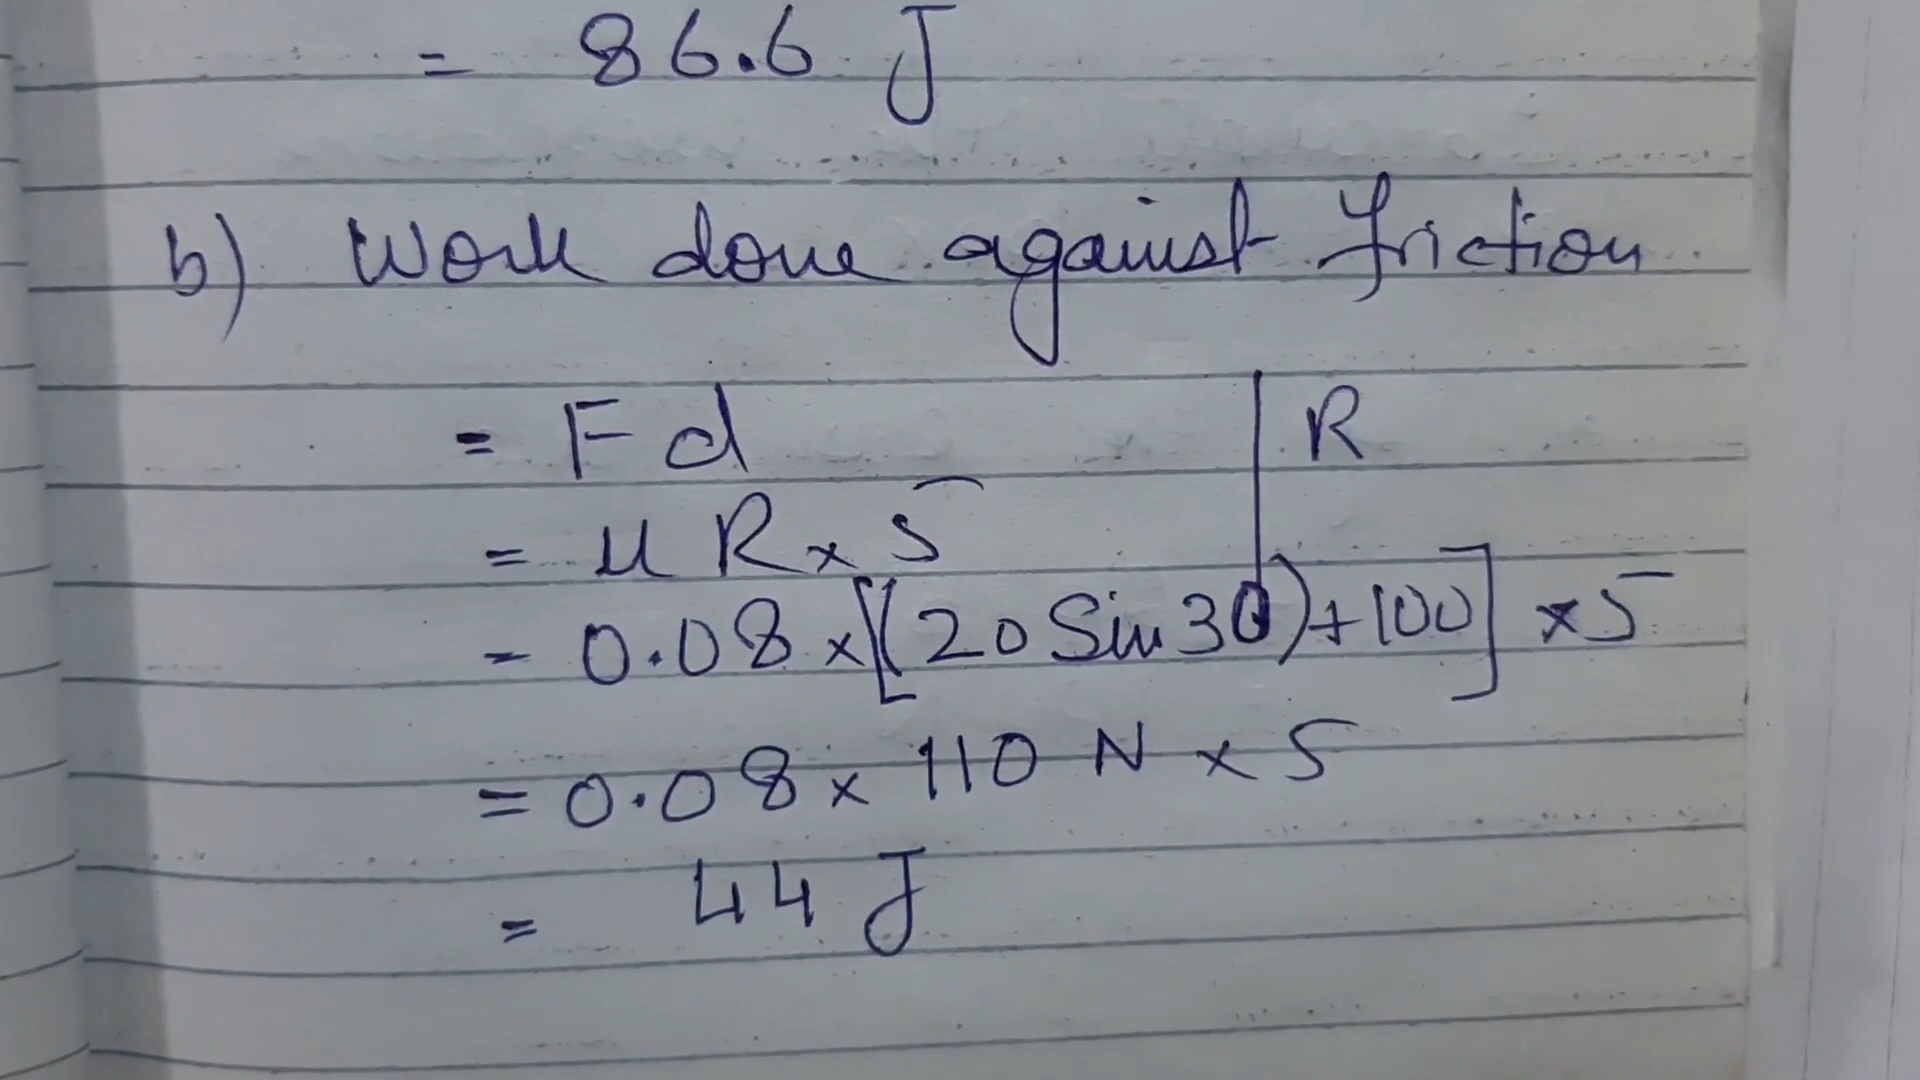 = 86.6 J
b) Work done against friction
= Fd
R
= μ R x 5
= 0.08 x [(20 Sin 30) + 100] x 5
= 0.08 x 110 N x 5
= 44 J